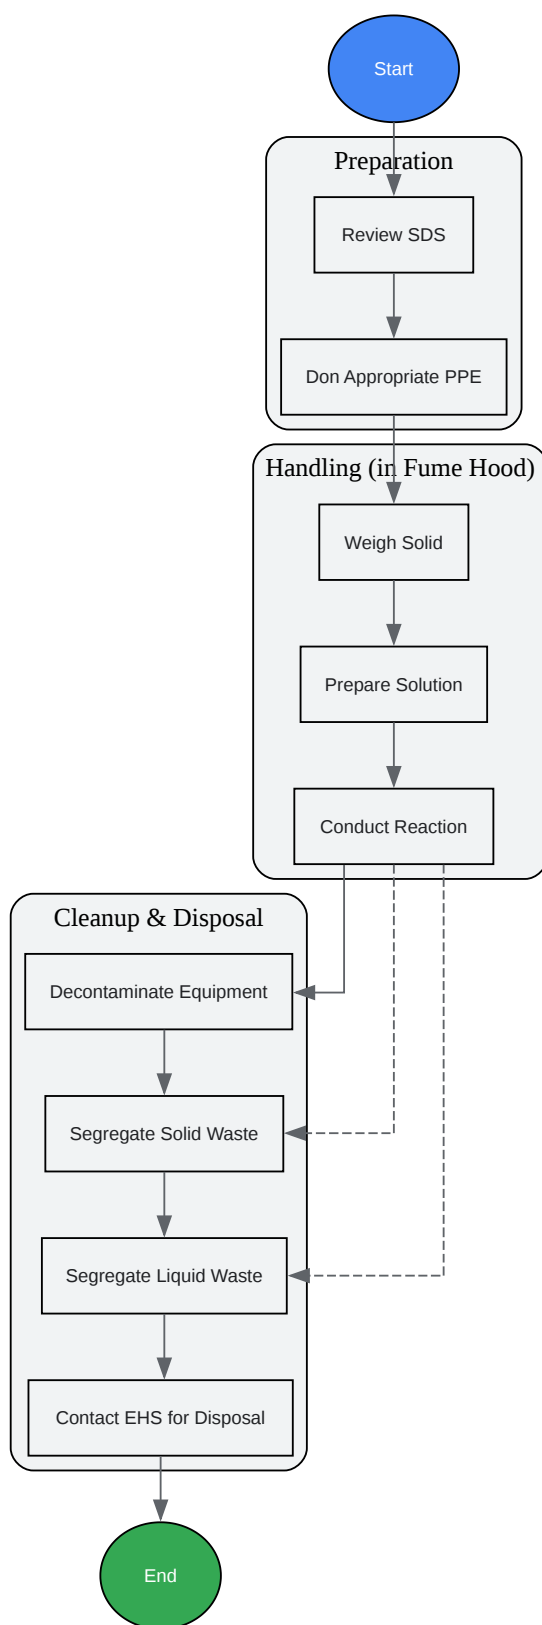 Start
Preparation
Review SDS
Don Appropriate PPE
Handling (in Fume Hood)
Weigh Solid
Prepare Solution
Conduct Reaction
Cleanup & Disposal
Decontaminate Equipment
Segregate Solid Waste
Segregate Liquid Waste
Contact EHS for Disposal
End